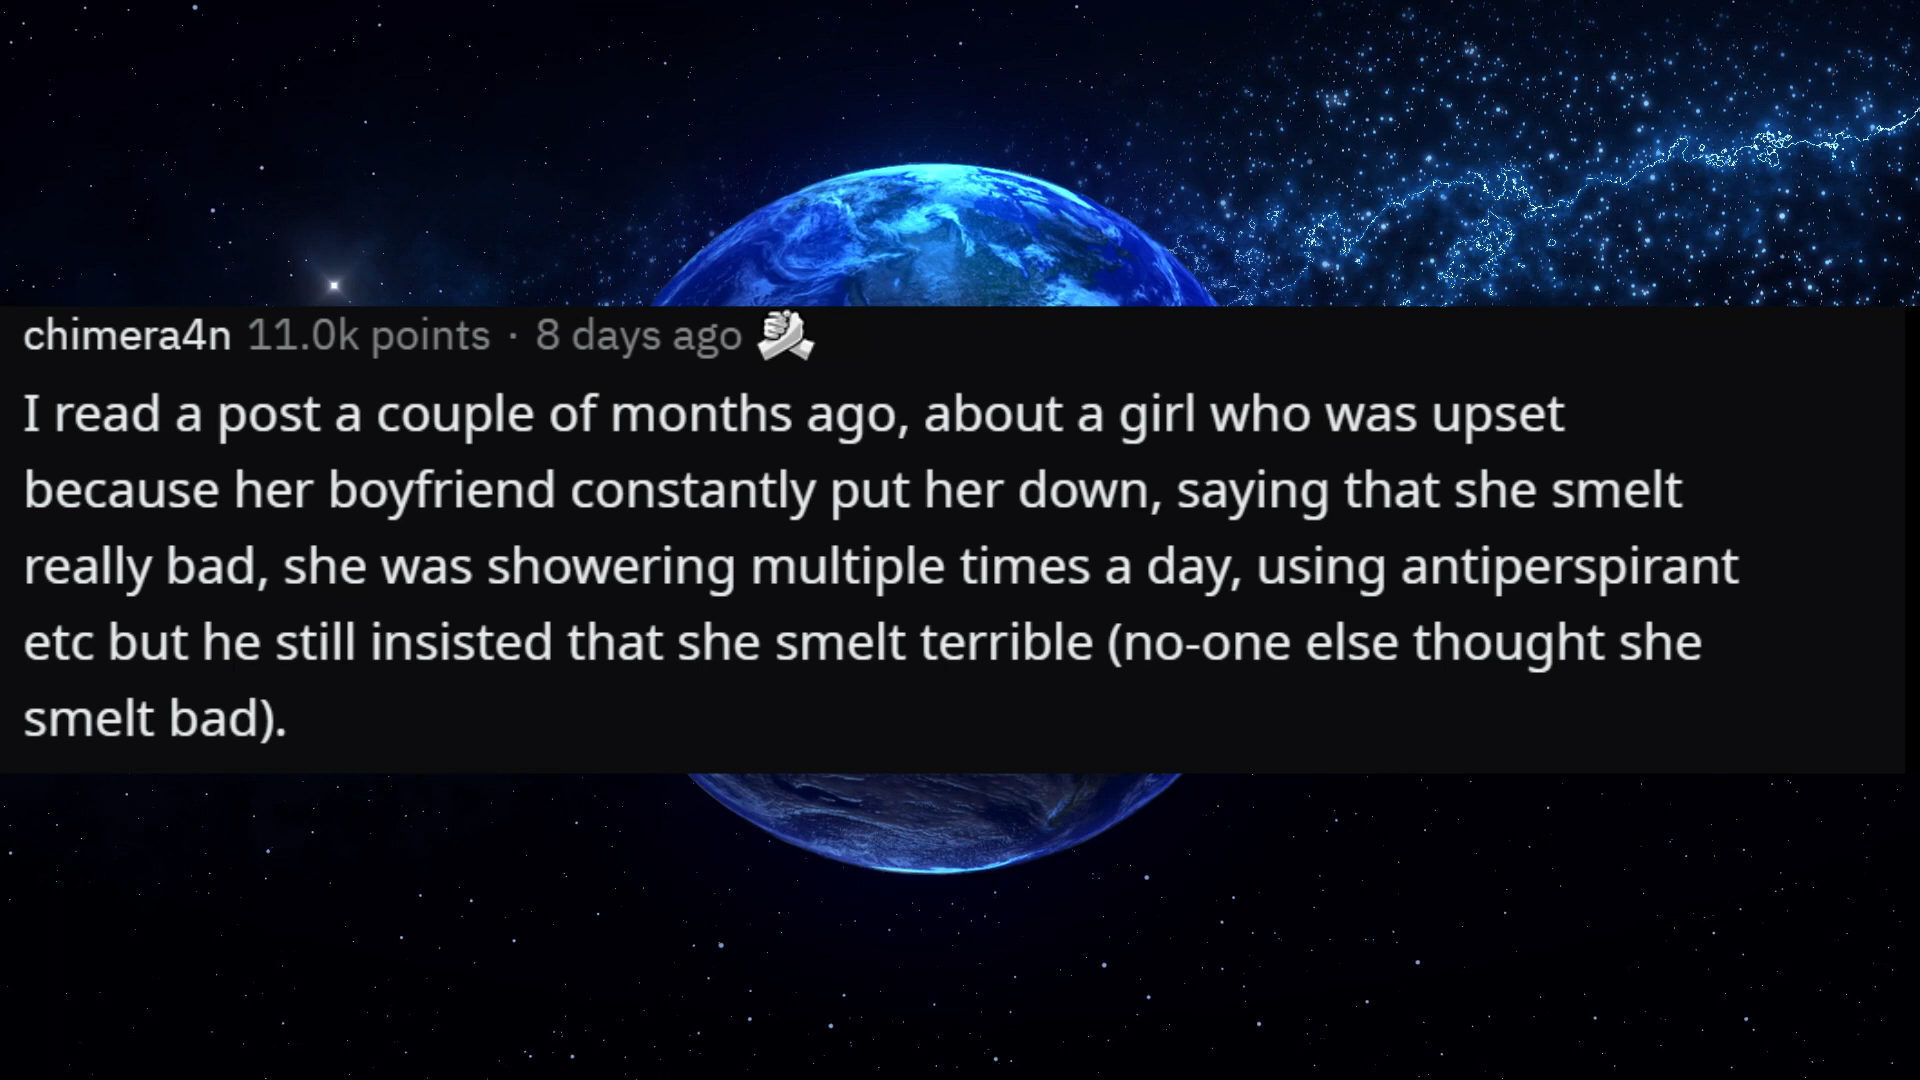 chimera4n 11.0k points · 8 days ago
I read a post a couple of months ago, about a girl who was upset
because her boyfriend constantly put her down, saying that she smelt
really bad, she was showering multiple times a day, using antiperspirant
etc but he still insisted that she smelt terrible (no-one else thought she
smelt bad).